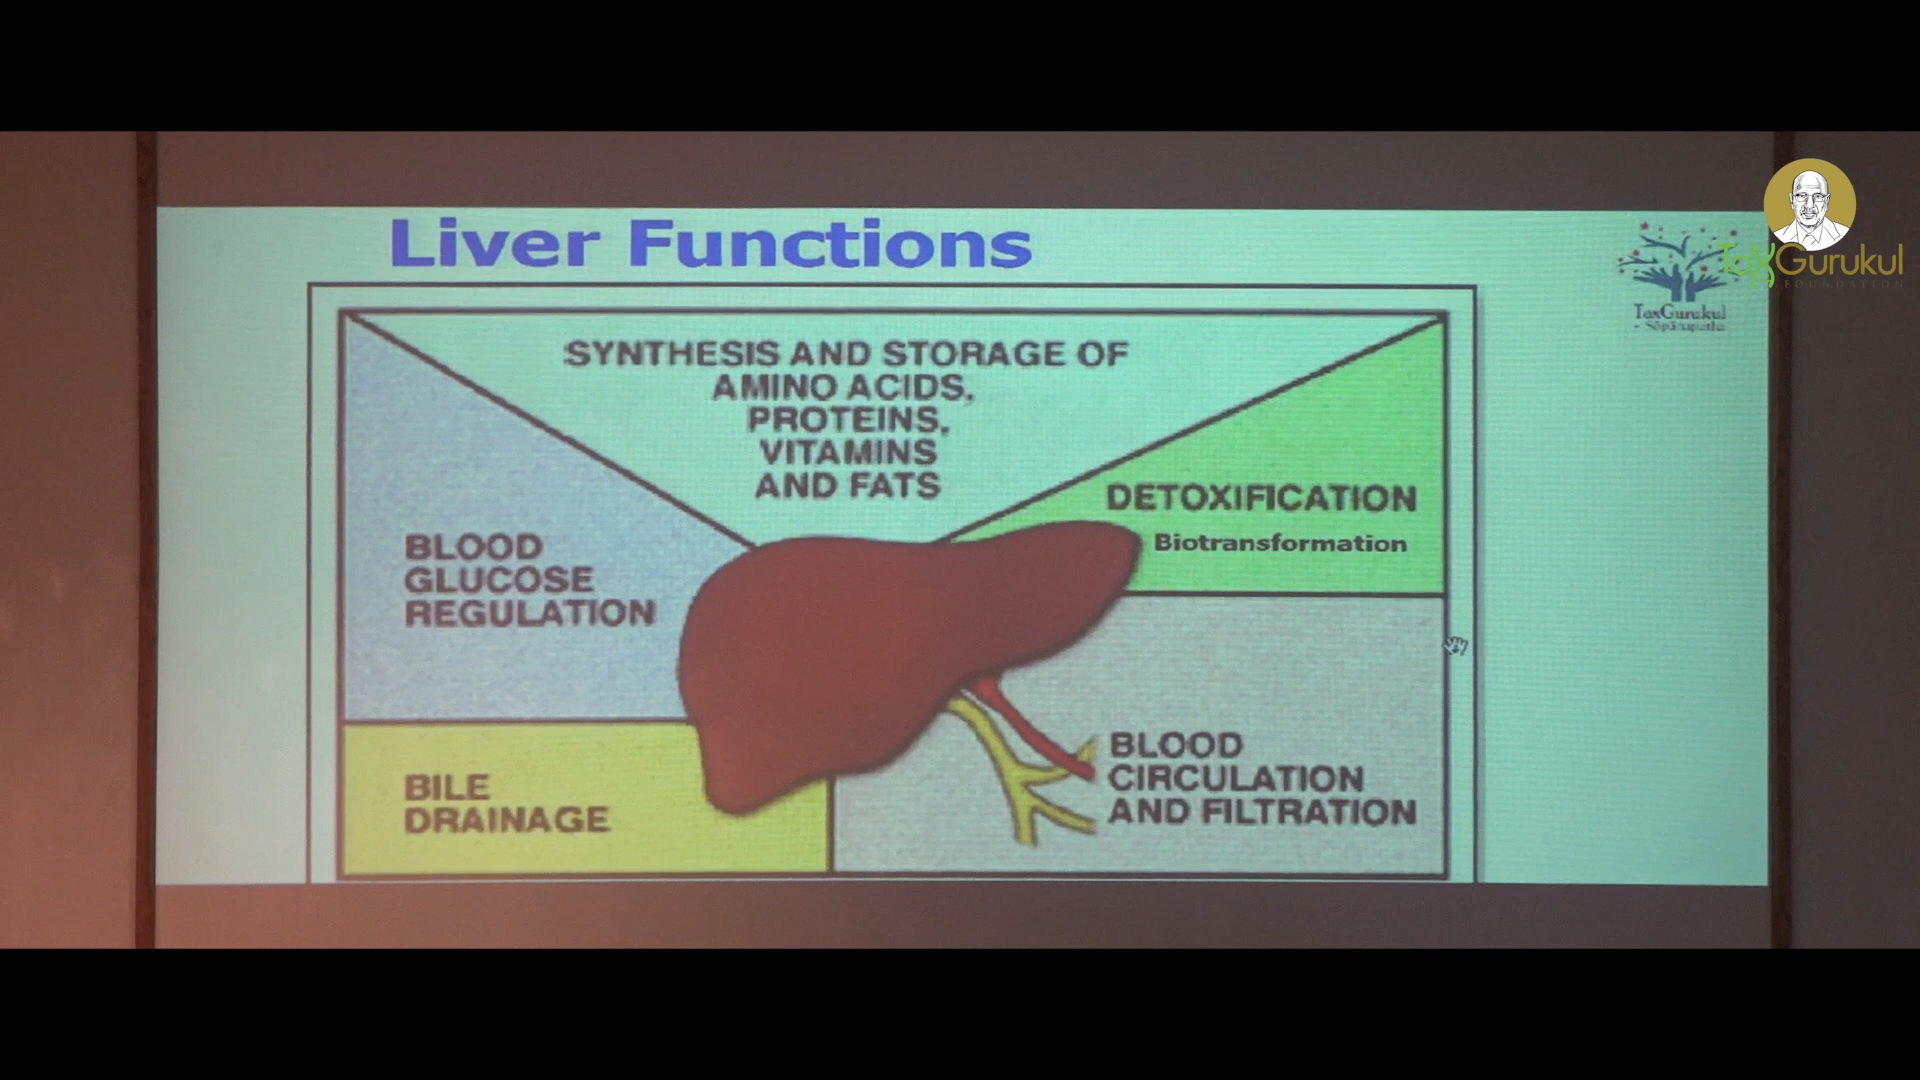 Liver Functions
SYNTHESIS AND STORAGE OF
AMINO ACIDS,
PROTEINS,
VITAMINS
AND FATS
DETOXIFICATION
Biotransformation
BLOOD
GLUCOSE
REGULATION
BILE
DRAINAGE
BLOOD
CIRCULATION
AND FILTRATION
ToxGurukul
FOUNDATION
ToxGurukul